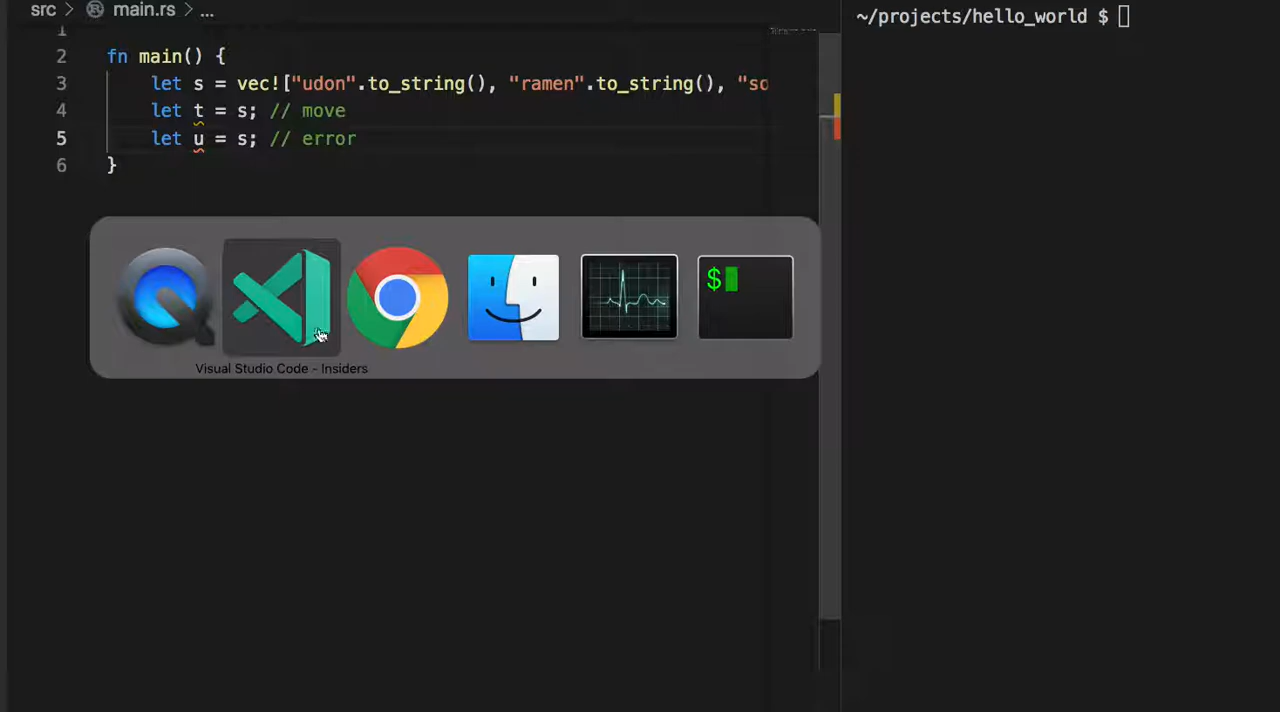 src > main.rs > ...
~/projects/hello_world $
1
2 fn main() {
3 let s = vec!["udon".to_string(), "ramen".to_string(), "so
4 let t = s; // move
5 let u = s; // error
6 }
$
Visual Studio Code - Insiders